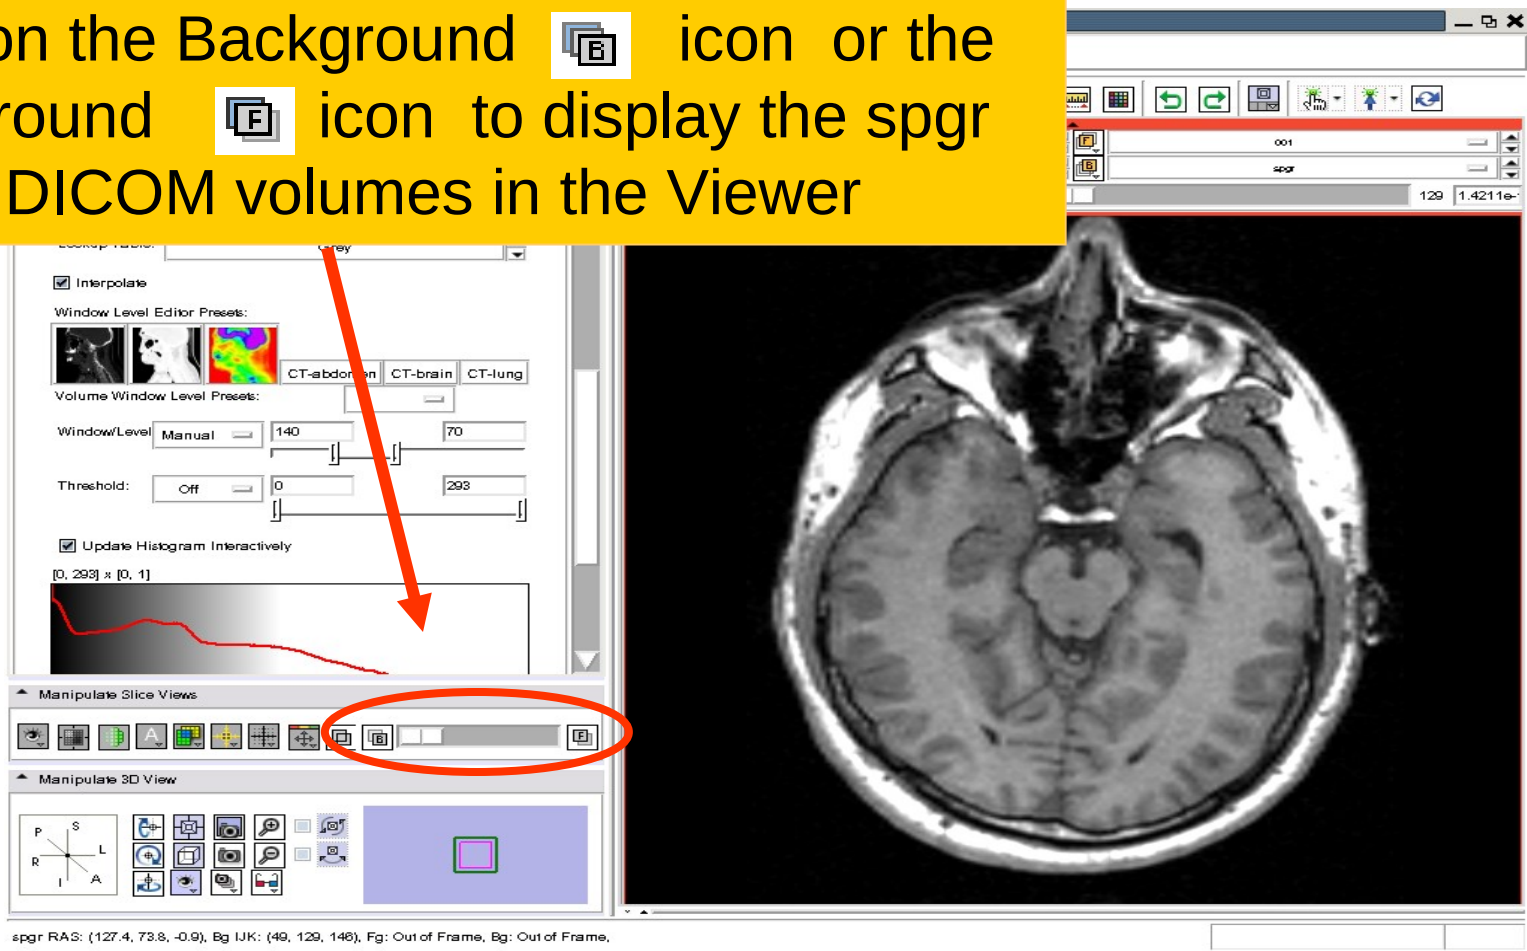 on the Background B icon or the
round F icon to display the spgr
DICOM volumes in the Viewer
F 001
B spgr
129 1.4211e-
Lookup Table: Grey
Interpolate
Window Level Editor Presets:
CT-abdomen CT-brain CT-lung
Volume Window Level Presets:
Window/Level Manual 140 70
Threshold: Off 0 293
Update Histogram Interactively
[0, 293] x [0, 1]
Manipulate Slice Views
A B F
Manipulate 3D View
P S
R L
I A
spgr RAS: (127.4, 73.8, -0.9), Bg IJK: (49, 129, 146), Fg: Out of Frame, Bg: Out of Frame,